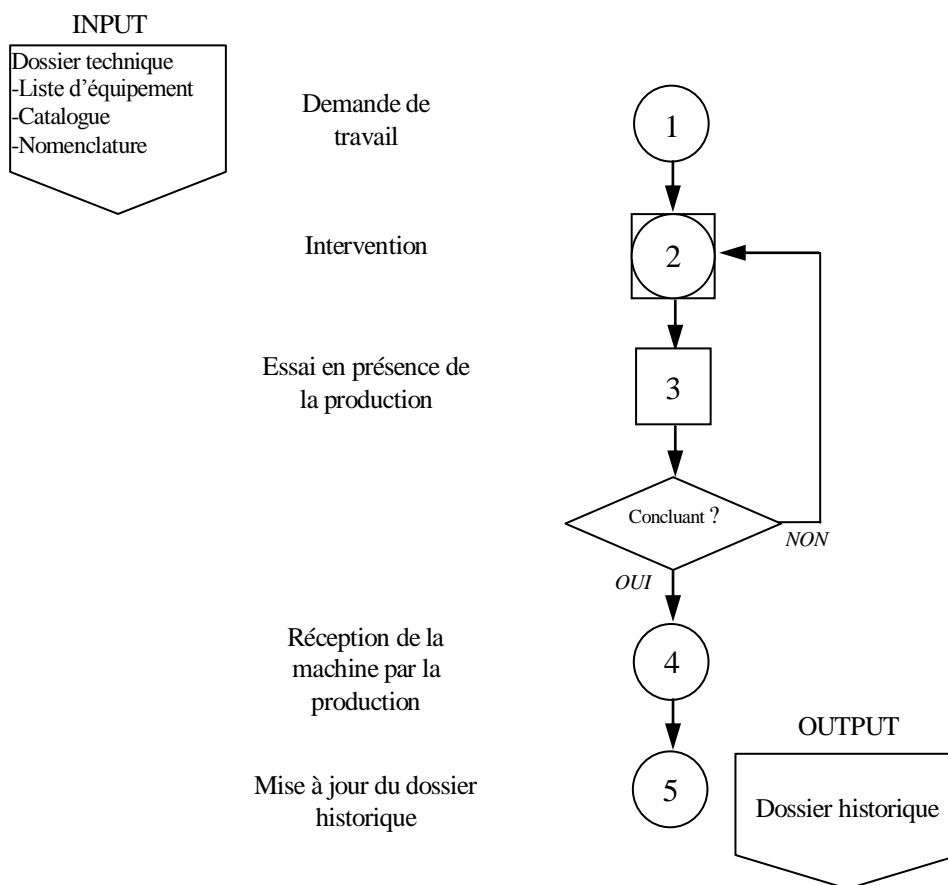 INPUT
Dossier technique
-Liste d’équipement
-Catalogue
-Nomenclature
Demande de
travail
1
Intervention
2
Essai en présence de
la production
3
Concluant ?
NON
OUI
Réception de la
machine par la
production
4
OUTPUT
Mise à jour du dossier
historique
5
Dossier historique